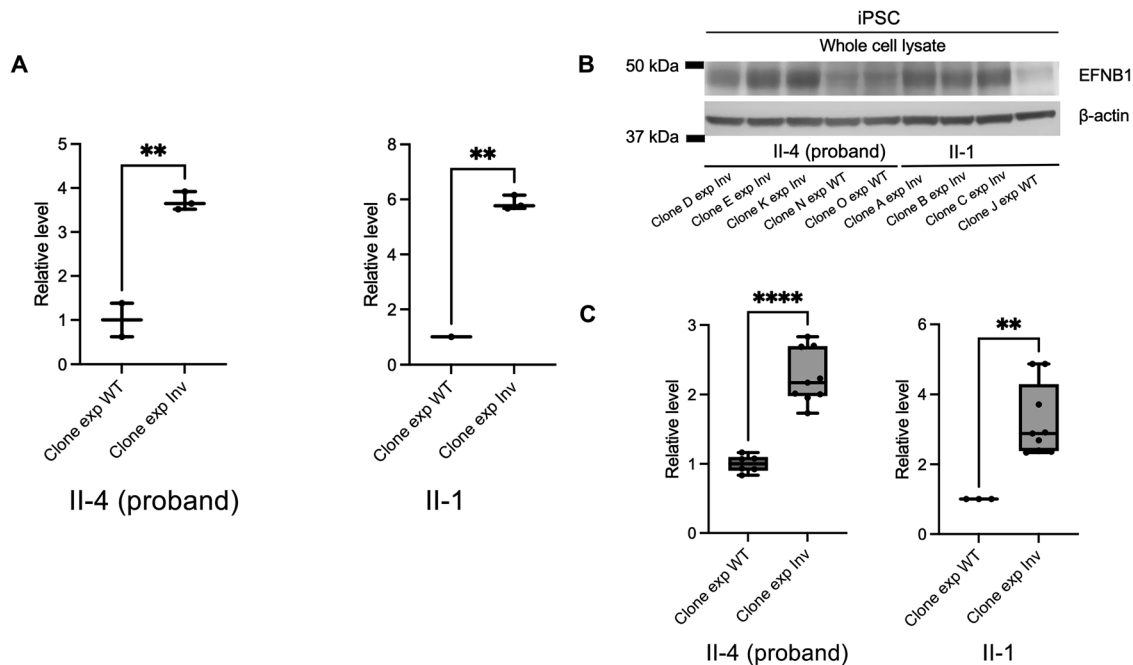 A
5
4
3
2
1
0
Relative level
**
Clone exp WT
Clone exp Inv
II-4 (proband)
8
6
4
2
0
Relative level
**
Clone exp WT
Clone exp Inv
II-1
B
iPSC
Whole cell lysate
50 kDa
EFNB1
β-actin
37 kDa
II-4 (proband)
II-1
Clone D exp Inv
Clone E exp Inv
Clone K exp Inv
Clone N exp WT
Clone O exp WT
Clone A exp Inv
Clone B exp Inv
Clone C exp Inv
Clone J exp WT
C
3
2
1
0
Relative level
****
Clone exp WT
Clone exp Inv
II-4 (proband)
6
4
2
0
Relative level
**
Clone exp WT
Clone exp Inv
II-1